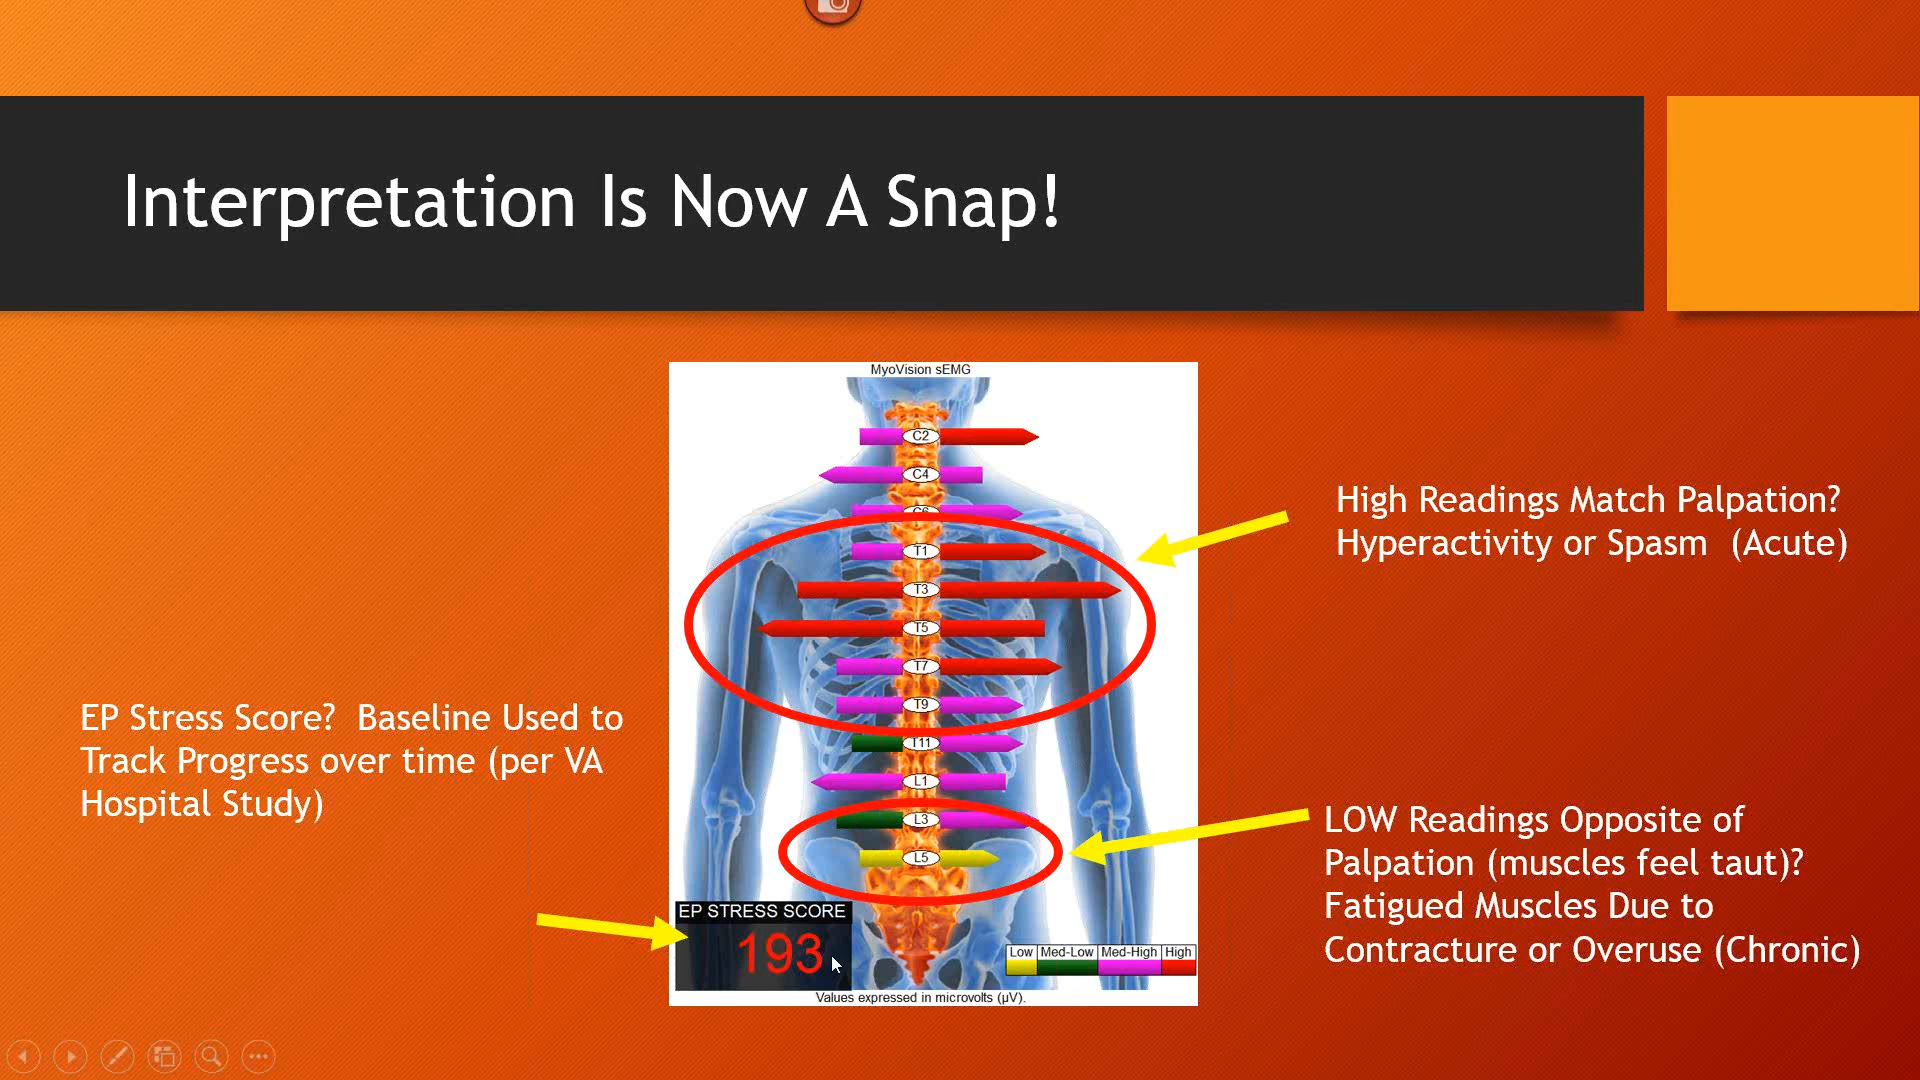 Interpretation Is Now A Snap!
MyoVision sEMG
C2
C4
C6
T1
T3
T5
T7
T9
T11
L1
L3
L5
EP STRESS SCORE
193
Low Med-Low Med-High High
Values expressed in microvolts (µV).
High Readings Match Palpation?
Hyperactivity or Spasm (Acute)
EP Stress Score? Baseline Used to
Track Progress over time (per VA
Hospital Study)
LOW Readings Opposite of
Palpation (muscles feel taut)?
Fatigued Muscles Due to
Contracture or Overuse (Chronic)